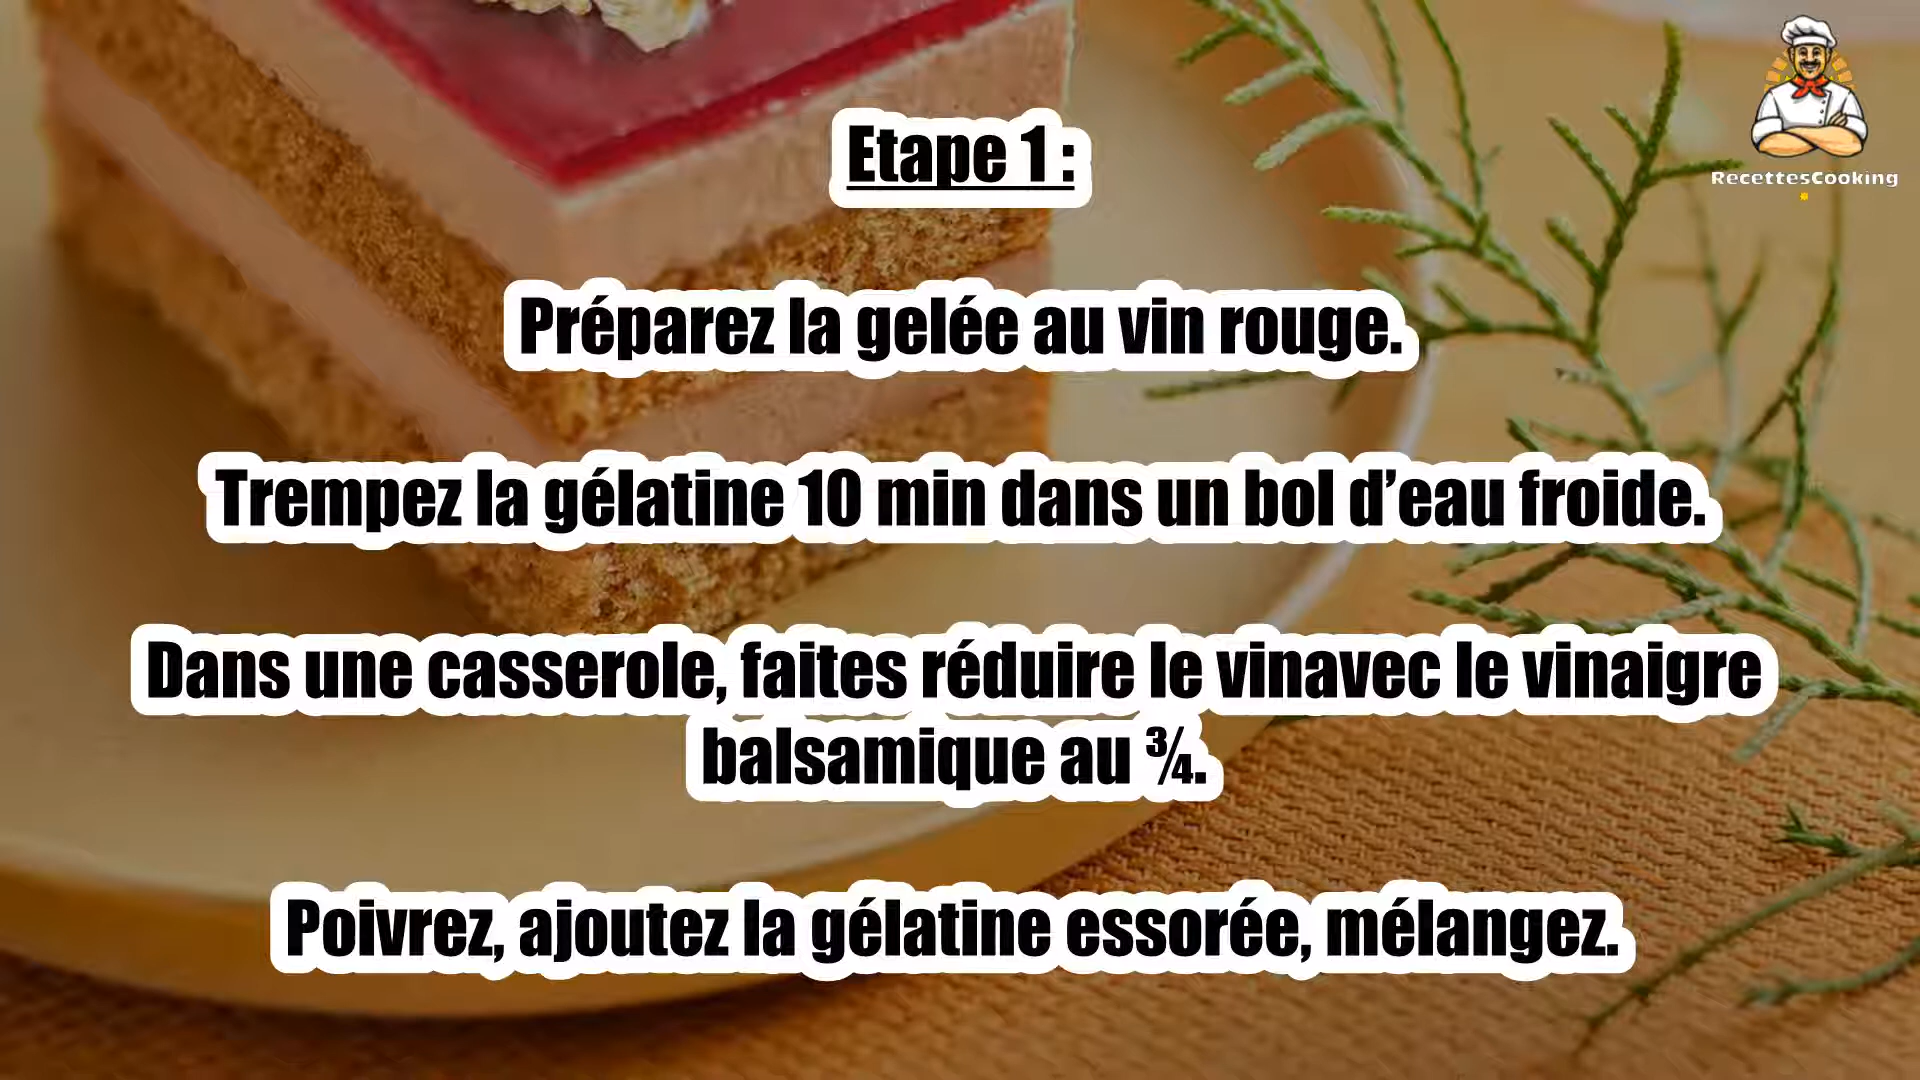 RecettesCooking
Etape 1 :
Préparez la gelée au vin rouge.
Trempez la gélatine 10 min dans un bol d’eau froide.
Dans une casserole, faites réduire le vinavec le vinaigre
balsamique au ¾.
Poivrez, ajoutez la gélatine essorée, mélangez.